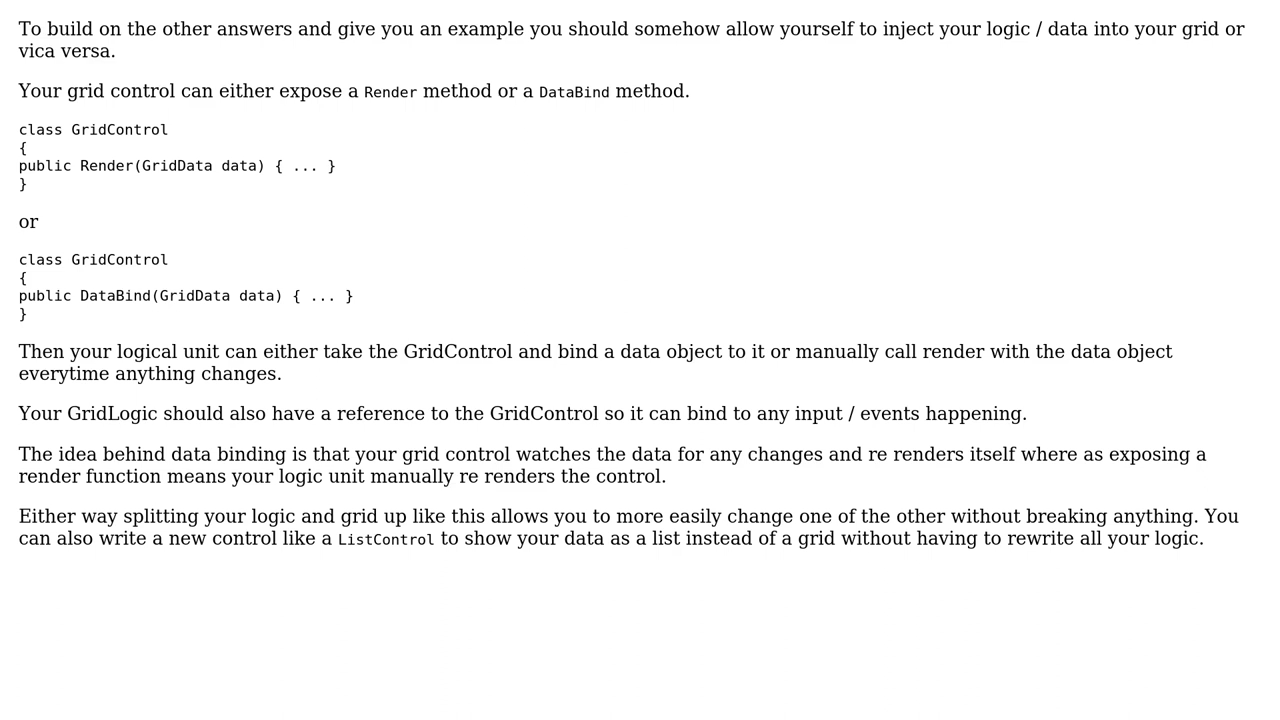 To build on the other answers and give you an example you should somehow allow yourself to inject your logic / data into your grid or
vica versa.
Your grid control can either expose a Render method or a DataBind method.
class GridControl
{
public Render(GridData data) { ... }
}
or
class GridControl
{
public DataBind(GridData data) { ... }
}
Then your logical unit can either take the GridControl and bind a data object to it or manually call render with the data object
everytime anything changes.
Your GridLogic should also have a reference to the GridControl so it can bind to any input / events happening.
The idea behind data binding is that your grid control watches the data for any changes and re renders itself where as exposing a
render function means your logic unit manually re renders the control.
Either way splitting your logic and grid up like this allows you to more easily change one of the other without breaking anything. You
can also write a new control like a ListControl to show your data as a list instead of a grid without having to rewrite all your logic.